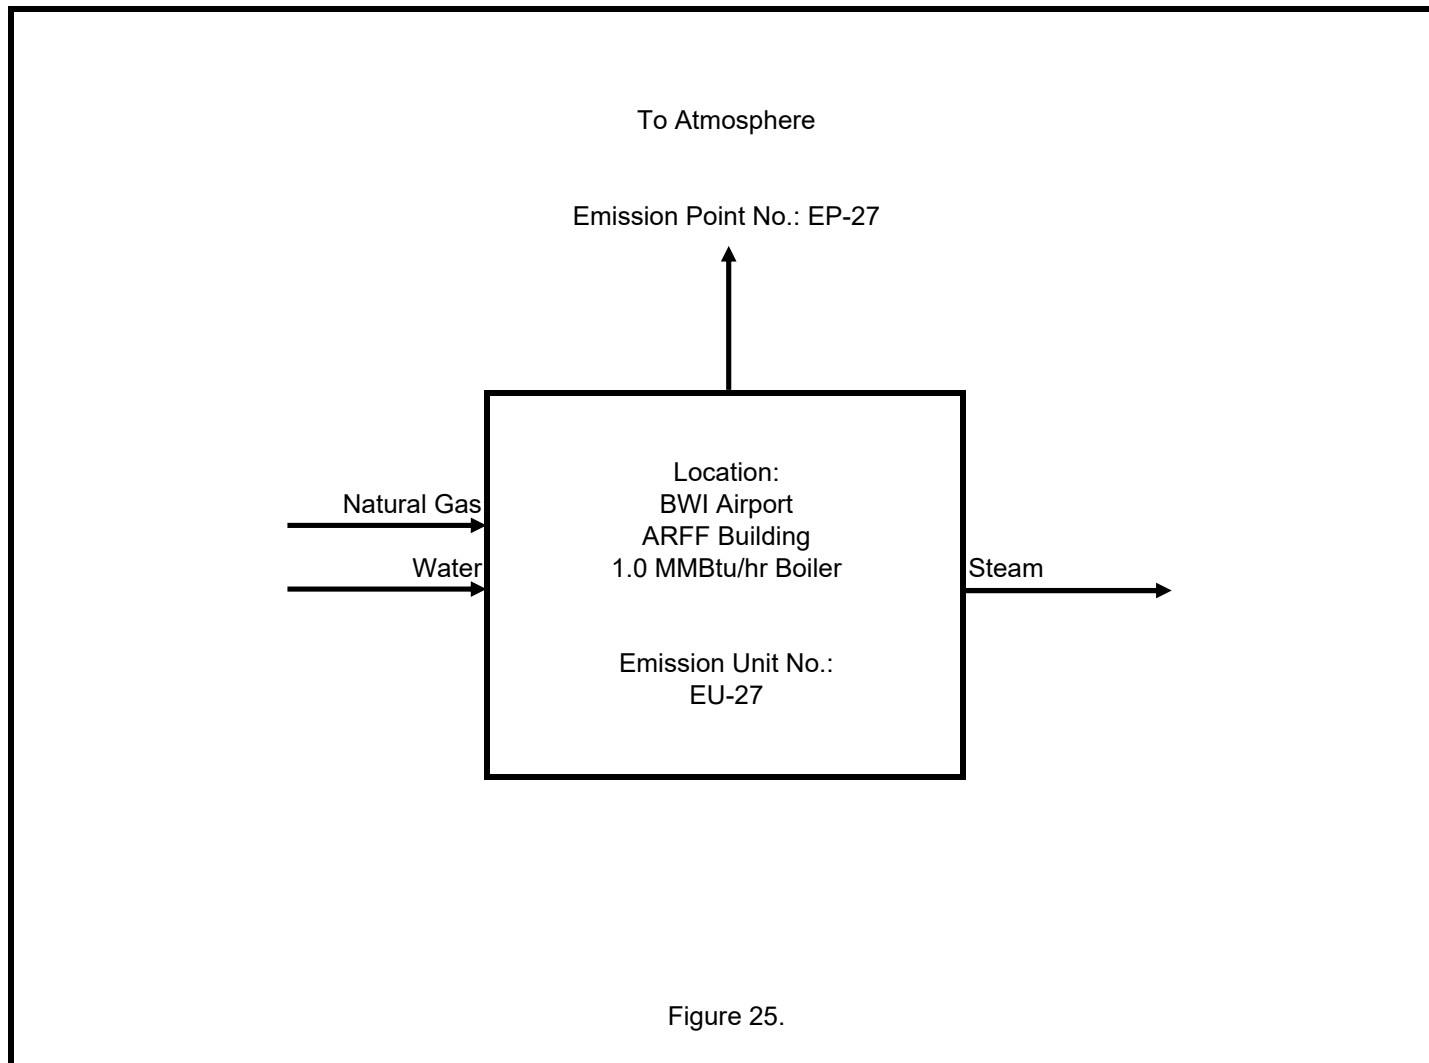 To Atmosphere
Emission Point No.: EP-27
Natural Gas
Water
Location:
BWI Airport
ARFF Building
1.0 MMBtu/hr Boiler
Emission Unit No.:
EU-27
Steam
Figure 25.